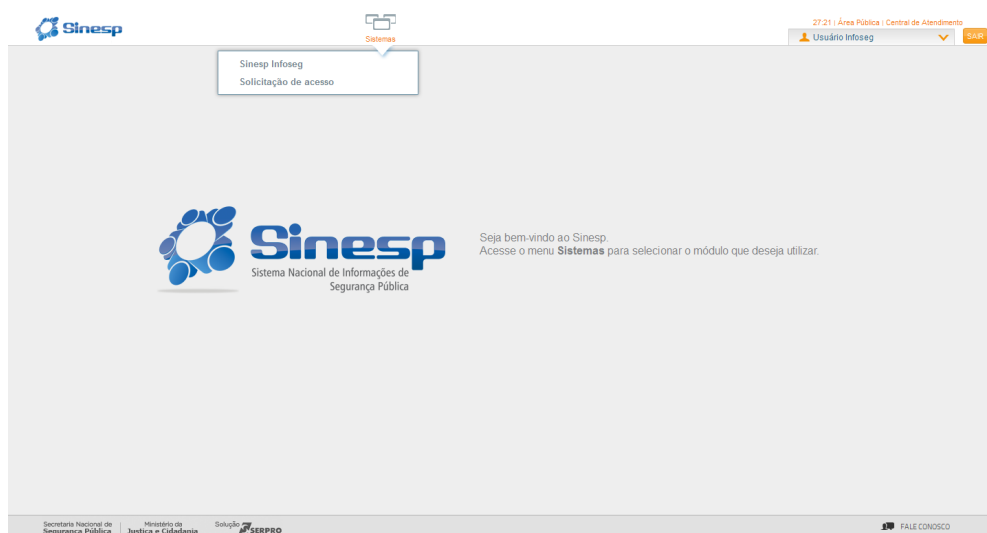 Sinesp
Sistemas
27:21 | Área Pública | Central de Atendimento
Usuário Infoseg
SAIR
Sinesp Infoseg
Solicitação de acesso
Sinesp
Sistema Nacional de Informações de
Segurança Pública
Seja bem-vindo ao Sinesp.
Acesse o menu Sistemas para selecionar o módulo que deseja utilizar.
Secretaria Nacional de
Segurança Pública
Ministério da
Justiça e Cidadania
Solução
SERPRO
FALE CONOSCO